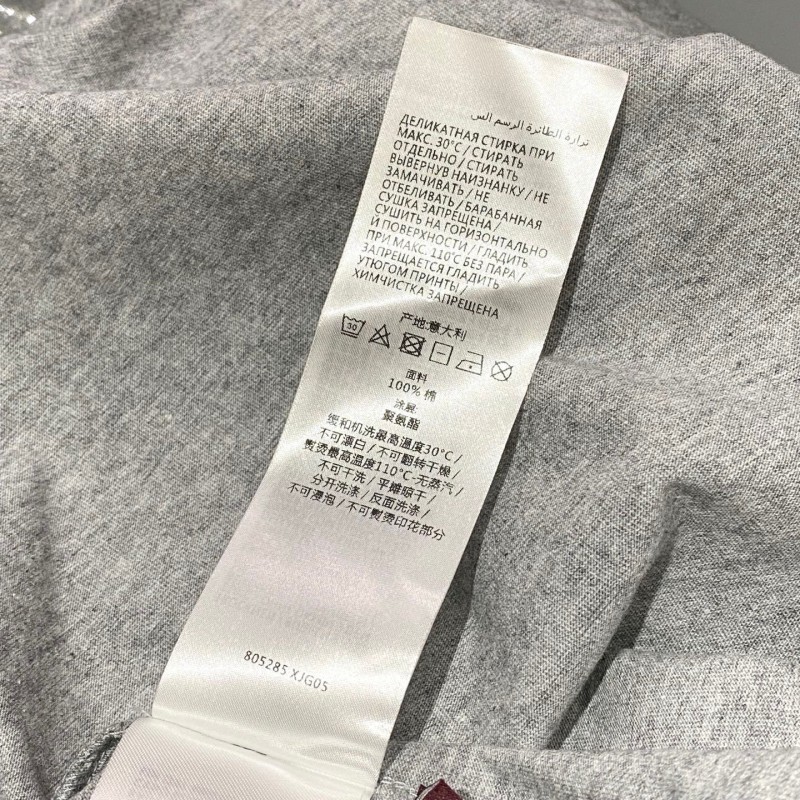 الرسم
ДЕЛИКАТНАЯ СТИРКА ПРИ
МАКС. 30°C / СТИРАТЬ
ОТДЕЛЬНО / СТИРАТЬ
ВЫВЕРНУВ НАИЗНАНКУ / НЕ
ЗАМАЧИВАТЬ / НЕ
ОТБЕЛИВАТЬ / БАРАБАННАЯ
СУШКА ЗАПРЕЩЕНА /
СУШИТЬ НА ГОРИЗОНТАЛЬНО
Й ПОВЕРХНОСТИ / ГЛАДИТЬ
ПРИ МАКС. 110°C БЕЗ ПАРА /
ЗАПРЕЩАЕТСЯ ГЛАДИТЬ
УТЮГОМ ПРИНТЫ /
ХИМЧИСТКА ЗАПРЕЩЕНА
产地:意大利
30
面料
100% 棉
涂层:
聚氨酯
缓和机洗最高温度30°C /
不可漂白 / 不可翻转干燥 /
熨烫最高温度110°C-无蒸汽 /
不可干洗 / 平摊晾干 /
分开洗涤 / 反面洗涤 /
不可浸泡 / 不可熨烫印花部分
805285 XJG05